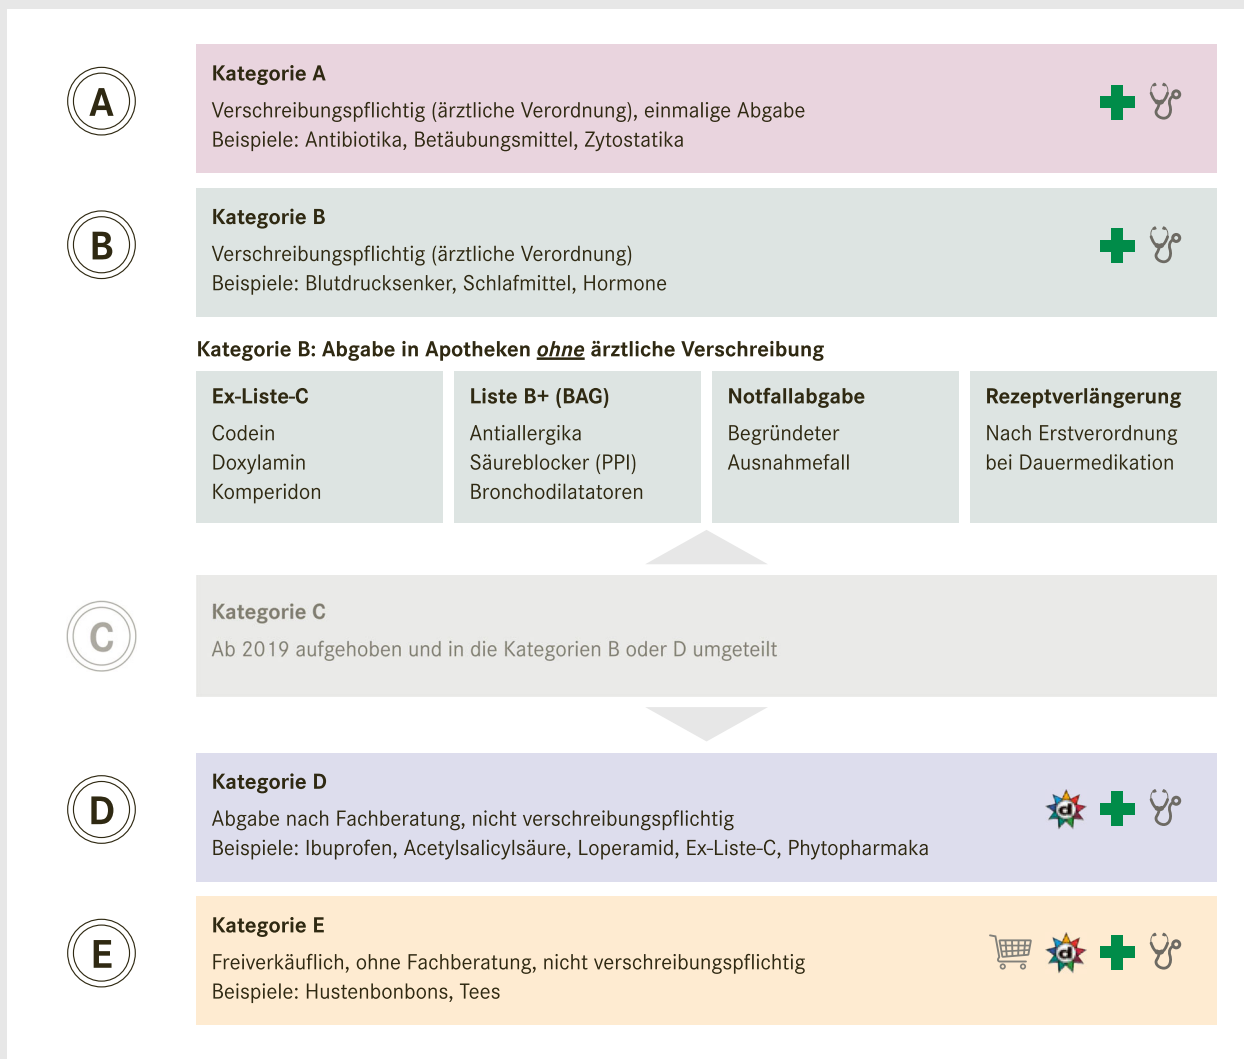 A
Kategorie A
Verschreibungspflichtig (ärztliche Verordnung), einmalige Abgabe
Beispiele: Antibiotika, Betäubungsmittel, Zytostatika
B
Kategorie B
Verschreibungspflichtig (ärztliche Verordnung)
Beispiele: Blutdrucksenker, Schlafmittel, Hormone
Kategorie B: Abgabe in Apotheken ohne ärztliche Verschreibung
Ex-Liste-C
Codein
Doxylamin
Komperidon
Liste B+ (BAG)
Antiallergika
Säureblocker (PPI)
Bronchodilatatoren
Notfallabgabe
Begründeter
Ausnahmefall
Rezeptverlängerung
Nach Erstverordnung
bei Dauermedikation
C
Kategorie C
Ab 2019 aufgehoben und in die Kategorien B oder D umgeteilt
D
Kategorie D
Abgabe nach Fachberatung, nicht verschreibungspflichtig
Beispiele: Ibuprofen, Acetylsalicylsäure, Loperamid, Ex-Liste-C, Phytopharmaka
d
E
Kategorie E
Freiverkäuflich, ohne Fachberatung, nicht verschreibungspflichtig
Beispiele: Hustenbonbons, Tees
d